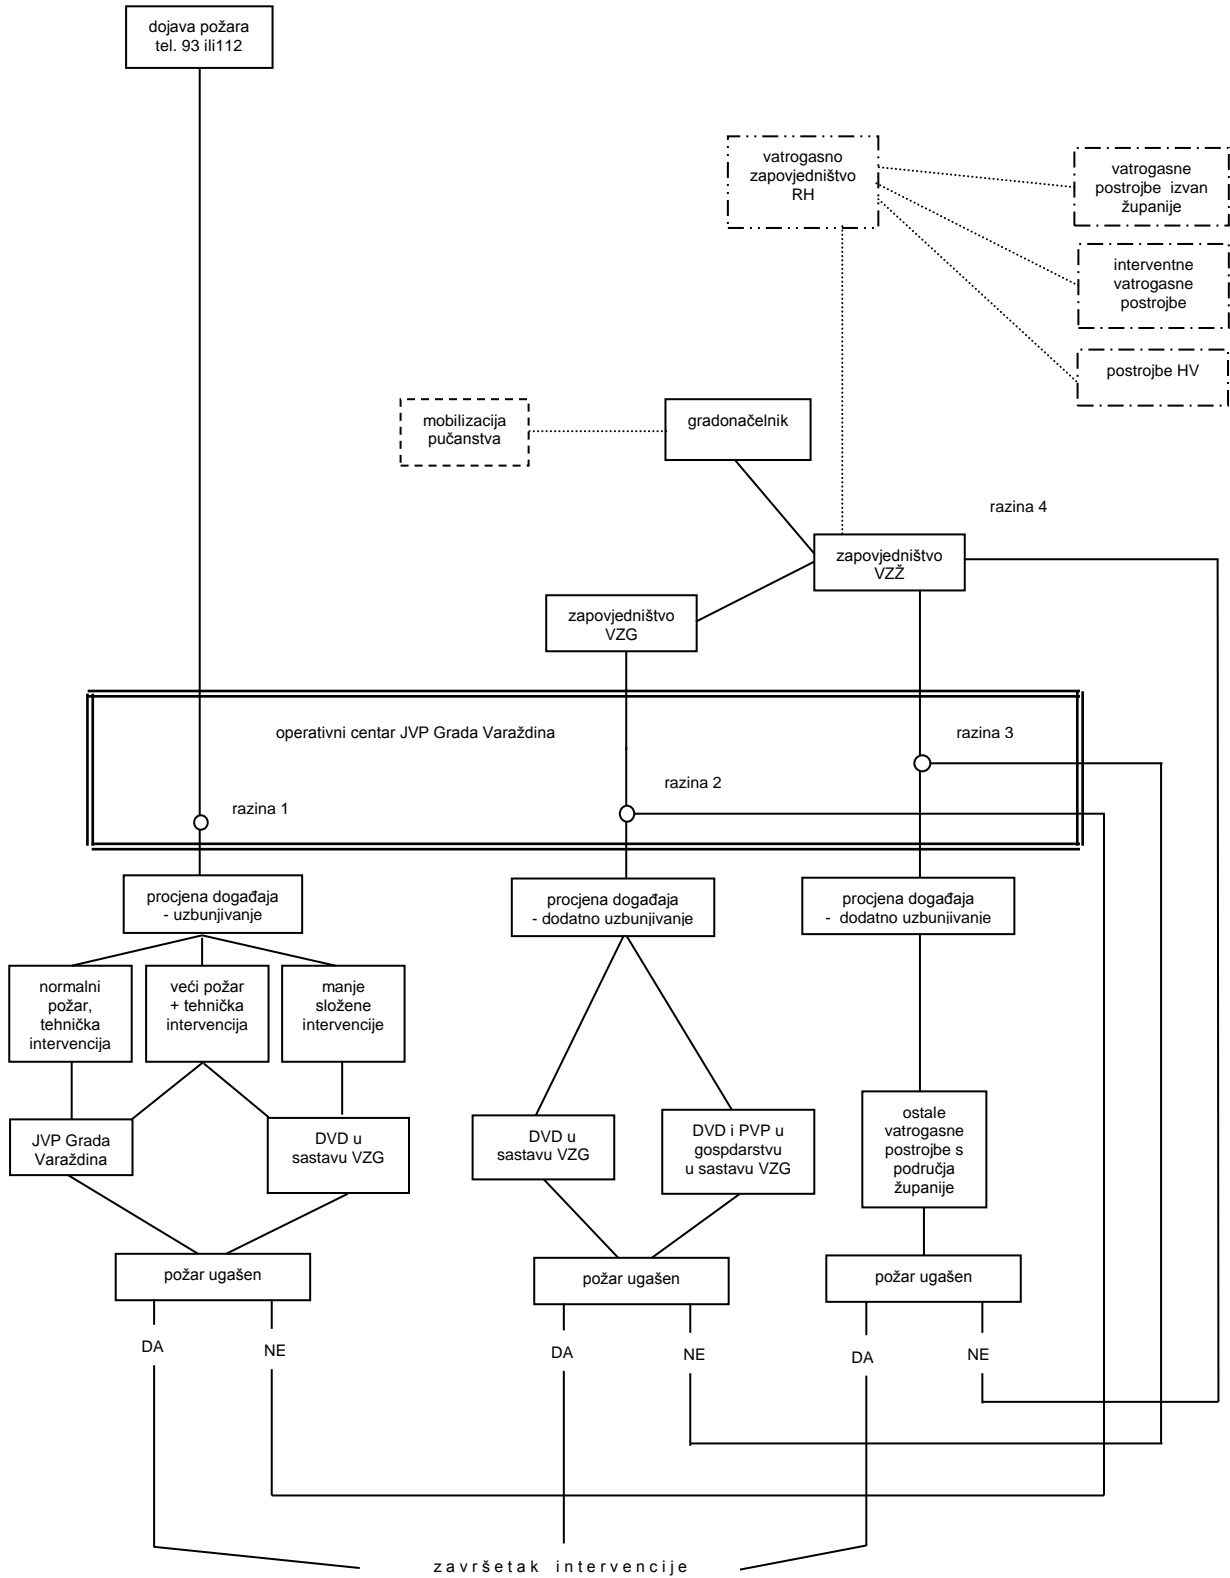 dojava požara
tel. 93 ili112
vatrogasno
zapovjedništvo
RH
vatrogasne
postrojbe izvan
županije
interventne
vatrogasne
postrojbe
postrojbe HV
mobilizacija
pučanstva
gradonačelnik
razina 4
zapovjedništvo
VZŽ
zapovjedništvo
VZG
operativni centar JVP Grada Varaždina
razina 3
razina 2
razina 1
procjena događaja
- uzbunjivanje
procjena događaja
- dodatno uzbunjivanje
procjena događaja
- dodatno uzbunjivanje
normalni
požar,
tehnička
intervencija
veći požar
+ tehnička
intervencija
manje
složene
intervencije
JVP Grada
Varaždina
DVD u
sastavu VZG
DVD u
sastavu VZG
DVD i PVP u
gospdarstvu
u sastavu VZG
ostale
vatrogasne
postrojbe s
područja
županije
požar ugašen
požar ugašen
požar ugašen
DA
NE
DA
NE
DA
NE
završetak intervencije